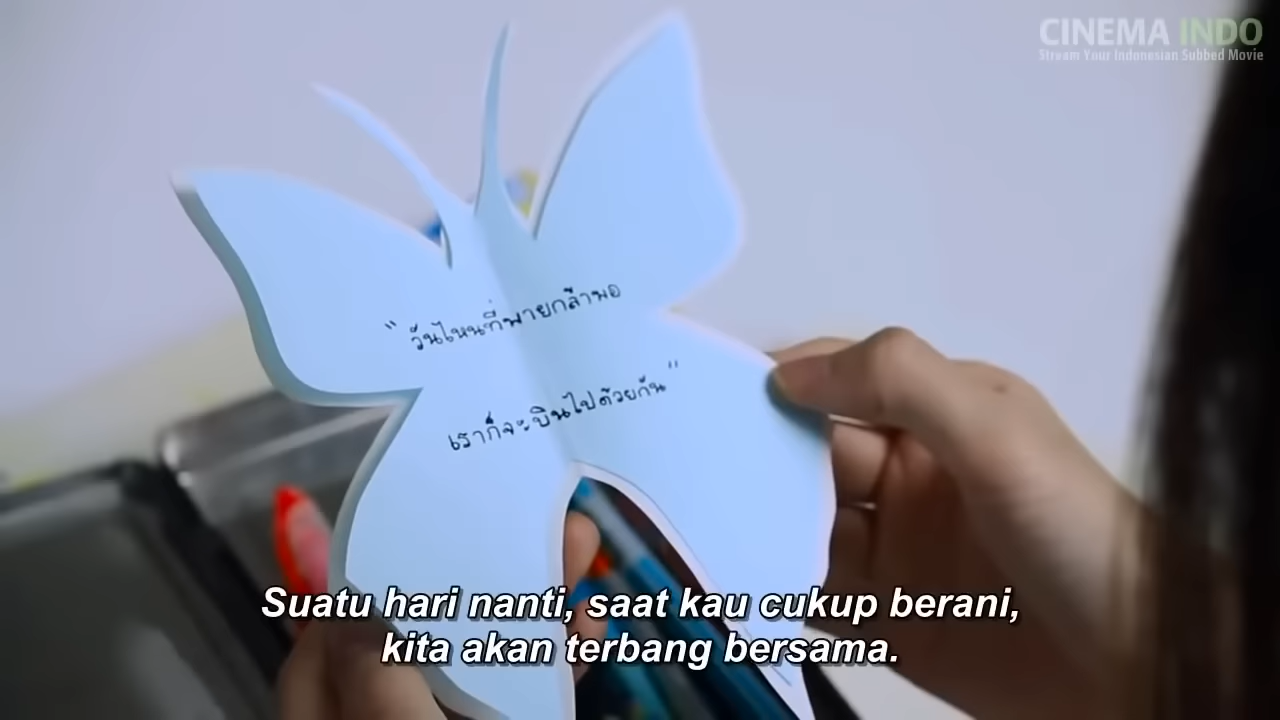 CINEMA INDO
Stream Your Indonesian Subbed Movie
"วันไหนที่พายกล้าพอ
เราก็จะบินไปด้วยกัน"
Suatu hari nanti, saat kau cukup berani,
kita akan terbang bersama.